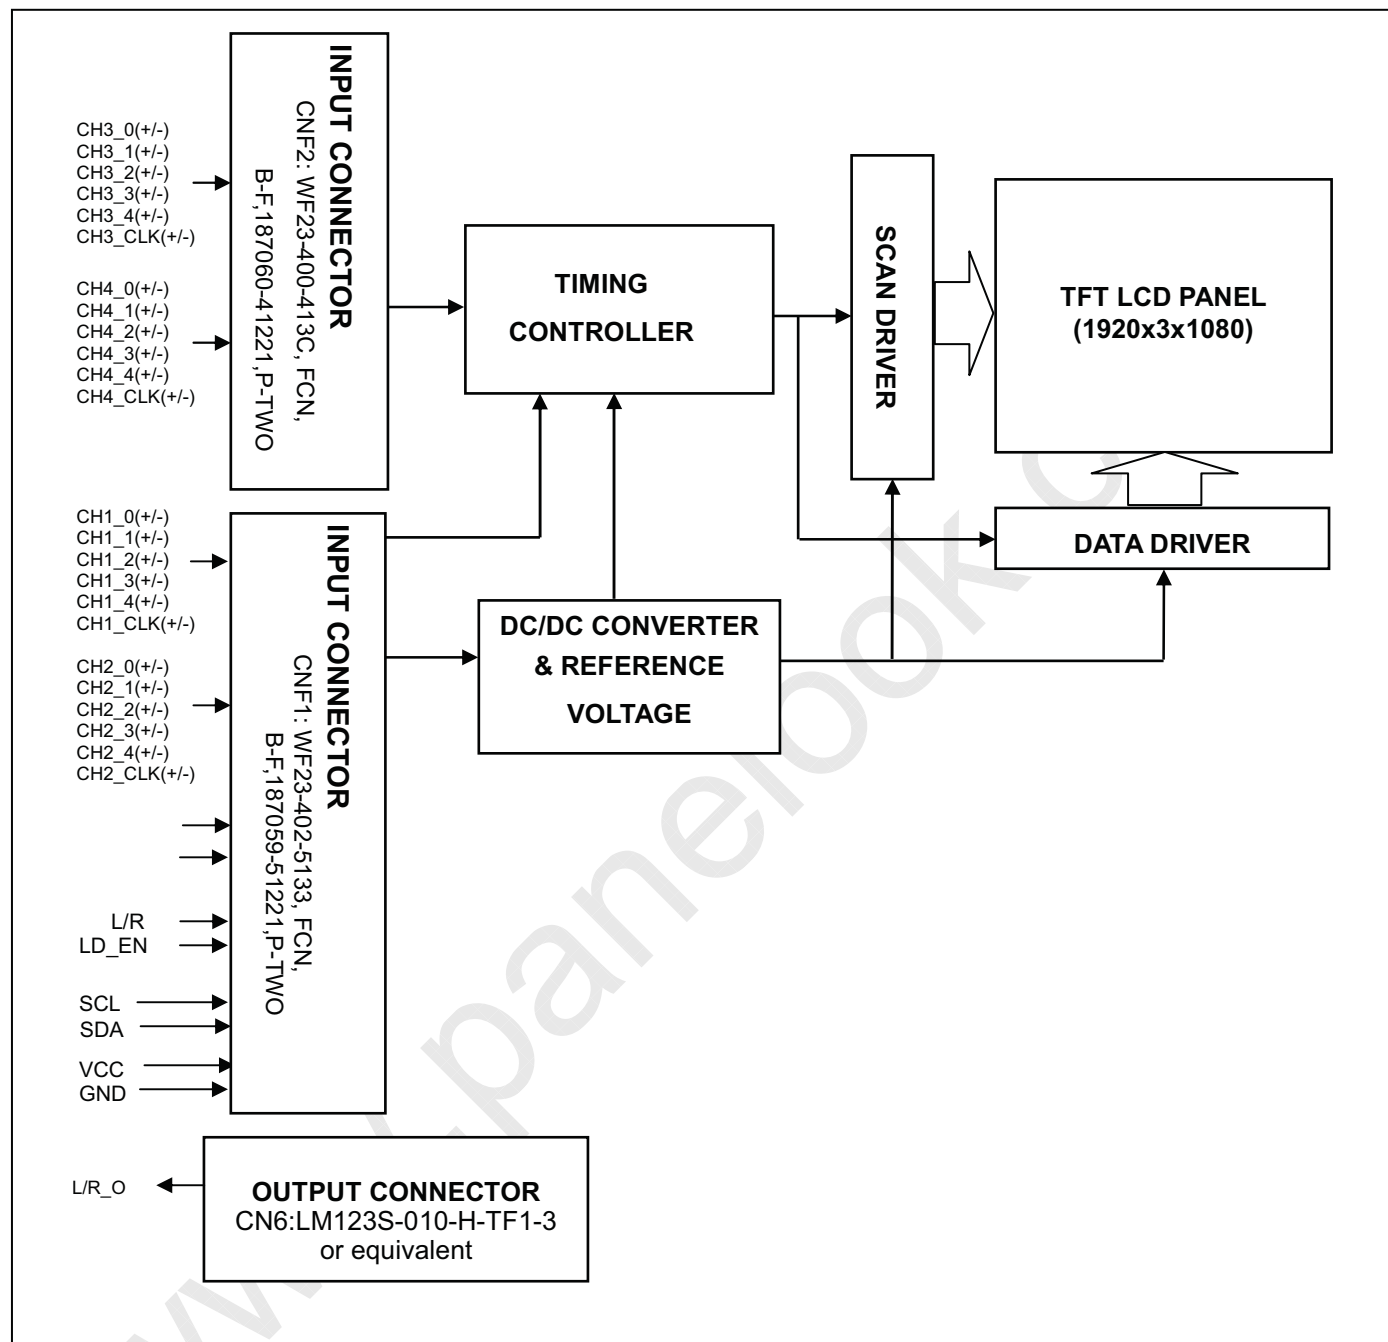 CH3_0(+/-)
CH3_1(+/-)
CH3_2(+/-)
CH3_3(+/-)
CH3_4(+/-)
CH3_CLK(+/-)
CH4_0(+/-)
CH4_1(+/-)
CH4_2(+/-)
CH4_3(+/-)
CH4_4(+/-)
CH4_CLK(+/-)
INPUT CONNECTOR
CNF2: WF23-400-413C, FCN,
B-F,187060-41221,P-TWO
TIMING
CONTROLLER
SCAN DRIVER
TFT LCD PANEL
(1920x3x1080)
DATA DRIVER
CH1_0(+/-)
CH1_1(+/-)
CH1_2(+/-)
CH1_3(+/-)
CH1_4(+/-)
CH1_CLK(+/-)
CH2_0(+/-)
CH2_1(+/-)
CH2_2(+/-)
CH2_3(+/-)
CH2_4(+/-)
CH2_CLK(+/-)
L/R
LD_EN
SCL
SDA
VCC
GND
INPUT CONNECTOR
CNF1: WF23-402-5133, FCN,
B-F,187059-51221,P-TWO
DC/DC CONVERTER
& REFERENCE
VOLTAGE
L/R_O
OUTPUT CONNECTOR
CN6:LM123S-010-H-TF1-3
or equivalent